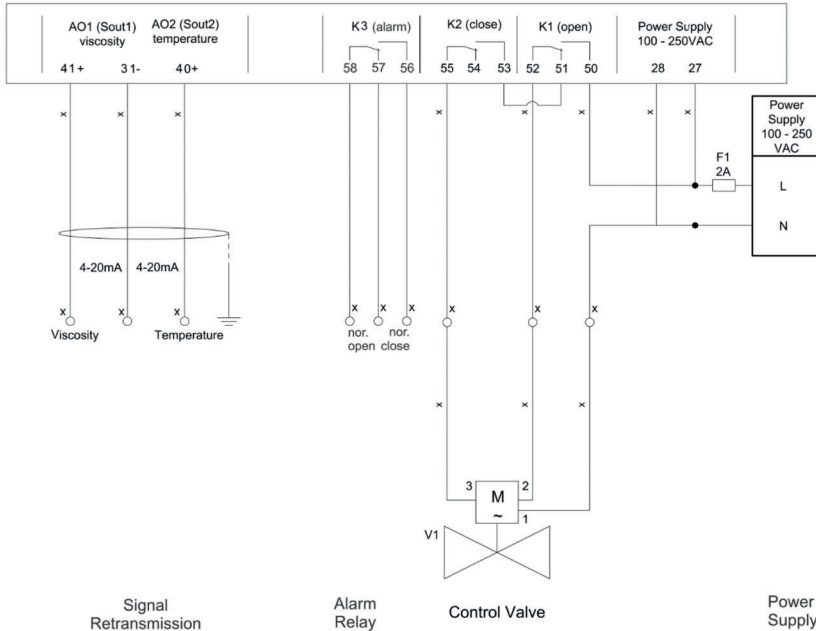 AO1 (Sout1)
viscosity
AO2 (Sout2)
temperature
K3 (alarm)
K2 (close)
K1 (open)
Power Supply
100 - 250VAC
41+ 31- 40+ 58 57 56 55 54 53 52 51 50 28 27
x x x x x x x x
Power
Supply
100 - 250
VAC
F1
2A
L
N
4-20mA 4-20mA
x x x x x x x x x
Viscosity Temperature
nor. nor.
open close
x x x
3 2
M
~
1
V1
Signal
Retransmission
Alarm
Relay
Control Valve
Power
Supply